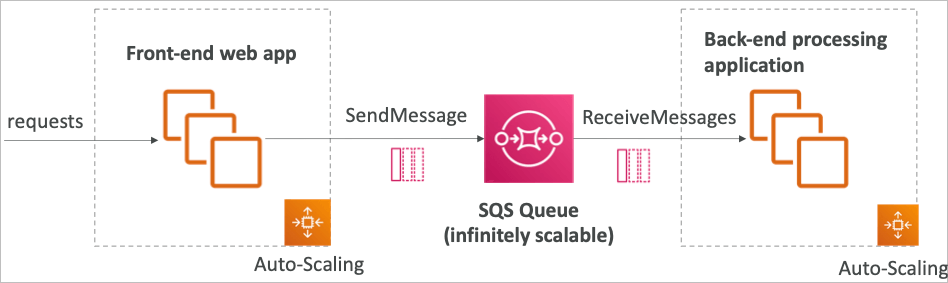 Front-end web app
requests
Auto-Scaling
SendMessage
SQS Queue
(infinitely scalable)
ReceiveMessages
Back-end processing
application
Auto-Scaling